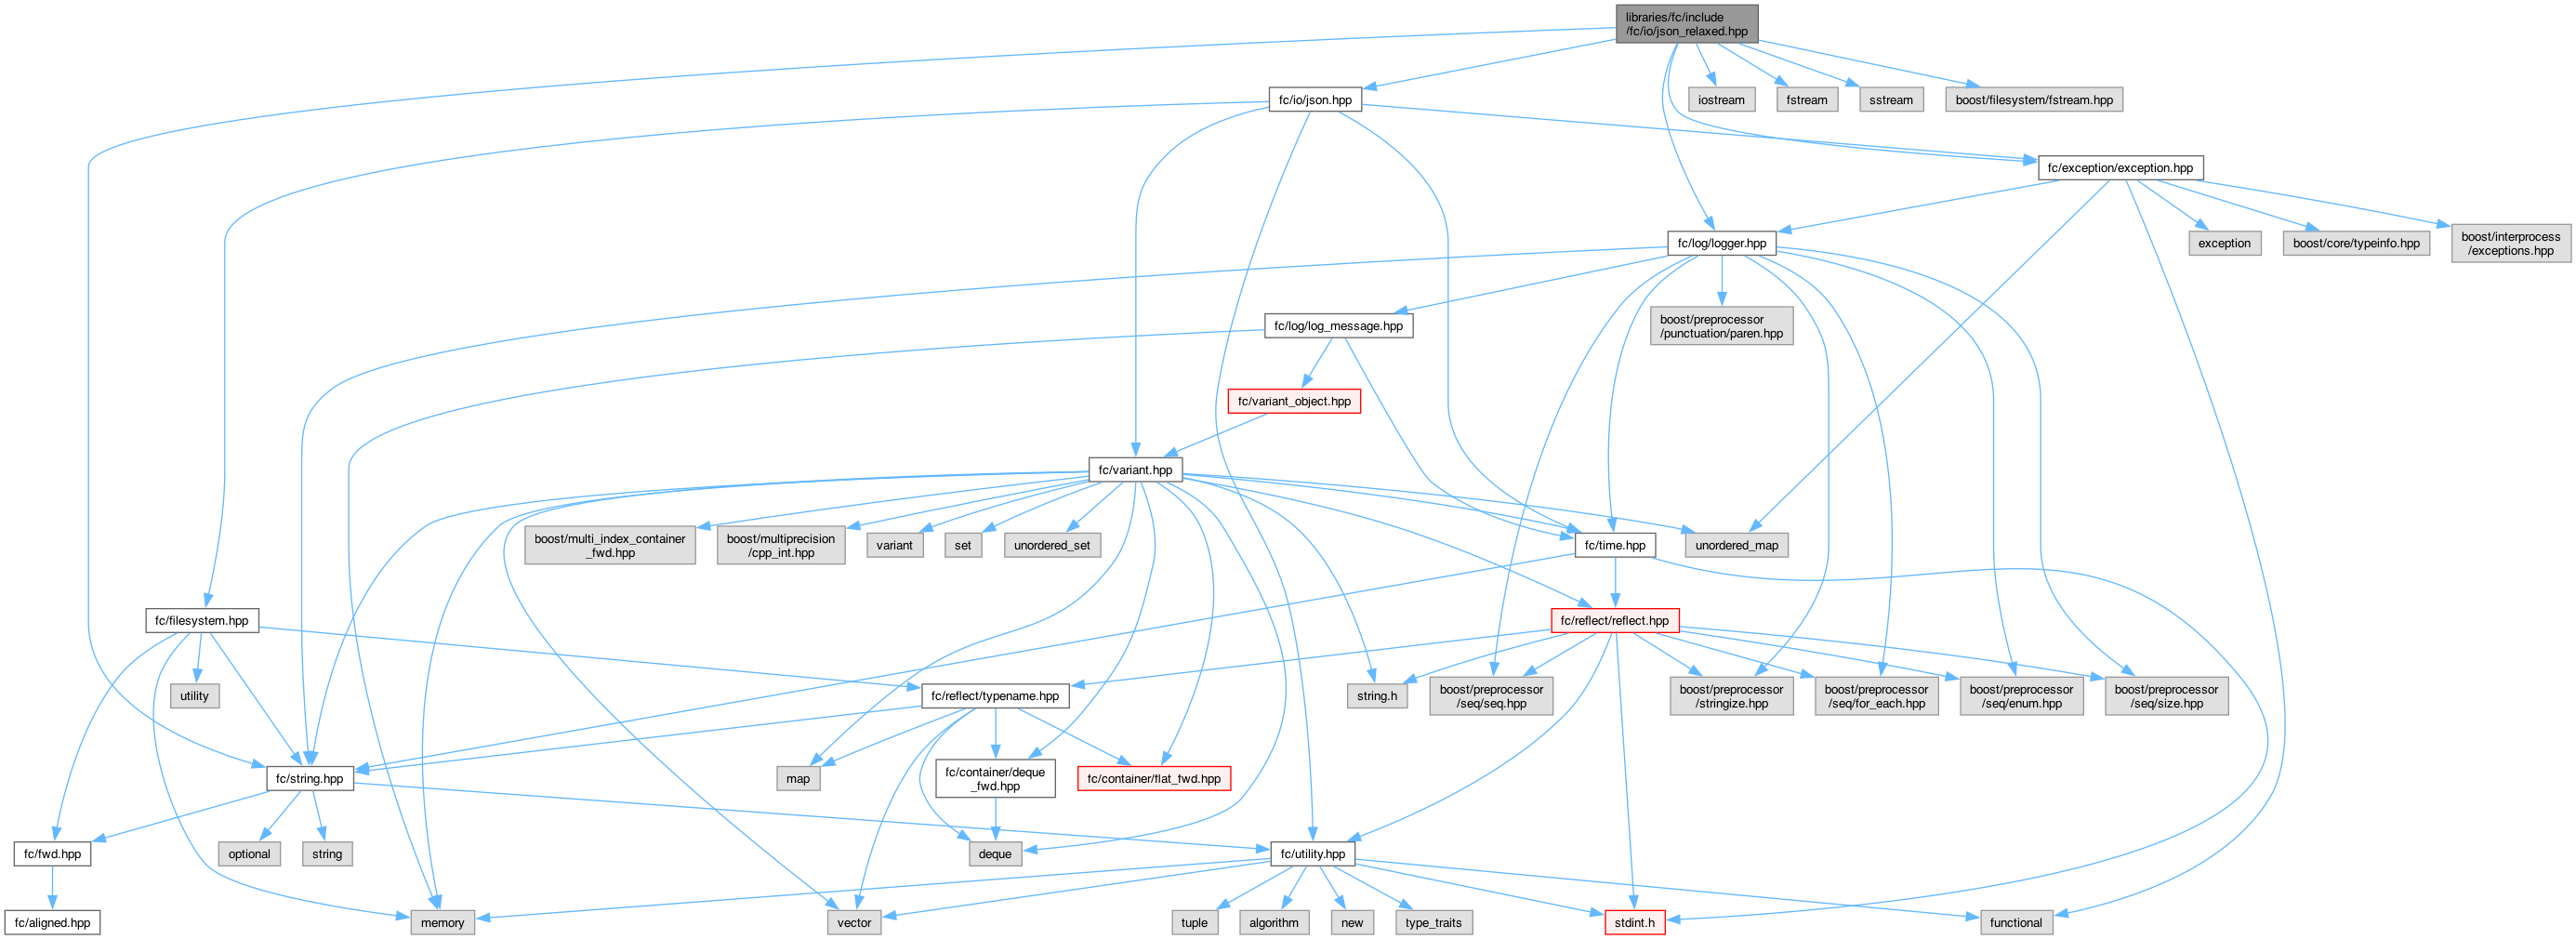 libraries/fc/include
/fc/io/json_relaxed.hpp
fc/io/json.hpp
iostream
fstream
sstream
boost/filesystem/fstream.hpp
fc/exception/exception.hpp
fc/log/logger.hpp
exception
boost/core/typeinfo.hpp
boost/interprocess
/exceptions.hpp
fc/log/log_message.hpp
boost/preprocessor
/punctuation/paren.hpp
fc/variant_object.hpp
fc/variant.hpp
boost/multi_index_container
_fwd.hpp
boost/multiprecision
/cpp_int.hpp
variant
set
unordered_set
fc/time.hpp
unordered_map
fc/filesystem.hpp
fc/reflect/reflect.hpp
utility
fc/reflect/typename.hpp
string.h
boost/preprocessor
/seq/seq.hpp
boost/preprocessor
/stringize.hpp
boost/preprocessor
/seq/for_each.hpp
boost/preprocessor
/seq/enum.hpp
boost/preprocessor
/seq/size.hpp
fc/string.hpp
map
fc/container/deque
_fwd.hpp
fc/container/flat_fwd.hpp
fc/fwd.hpp
optional
string
deque
fc/utility.hpp
fc/aligned.hpp
memory
vector
tuple
algorithm
new
type_traits
stdint.h
functional